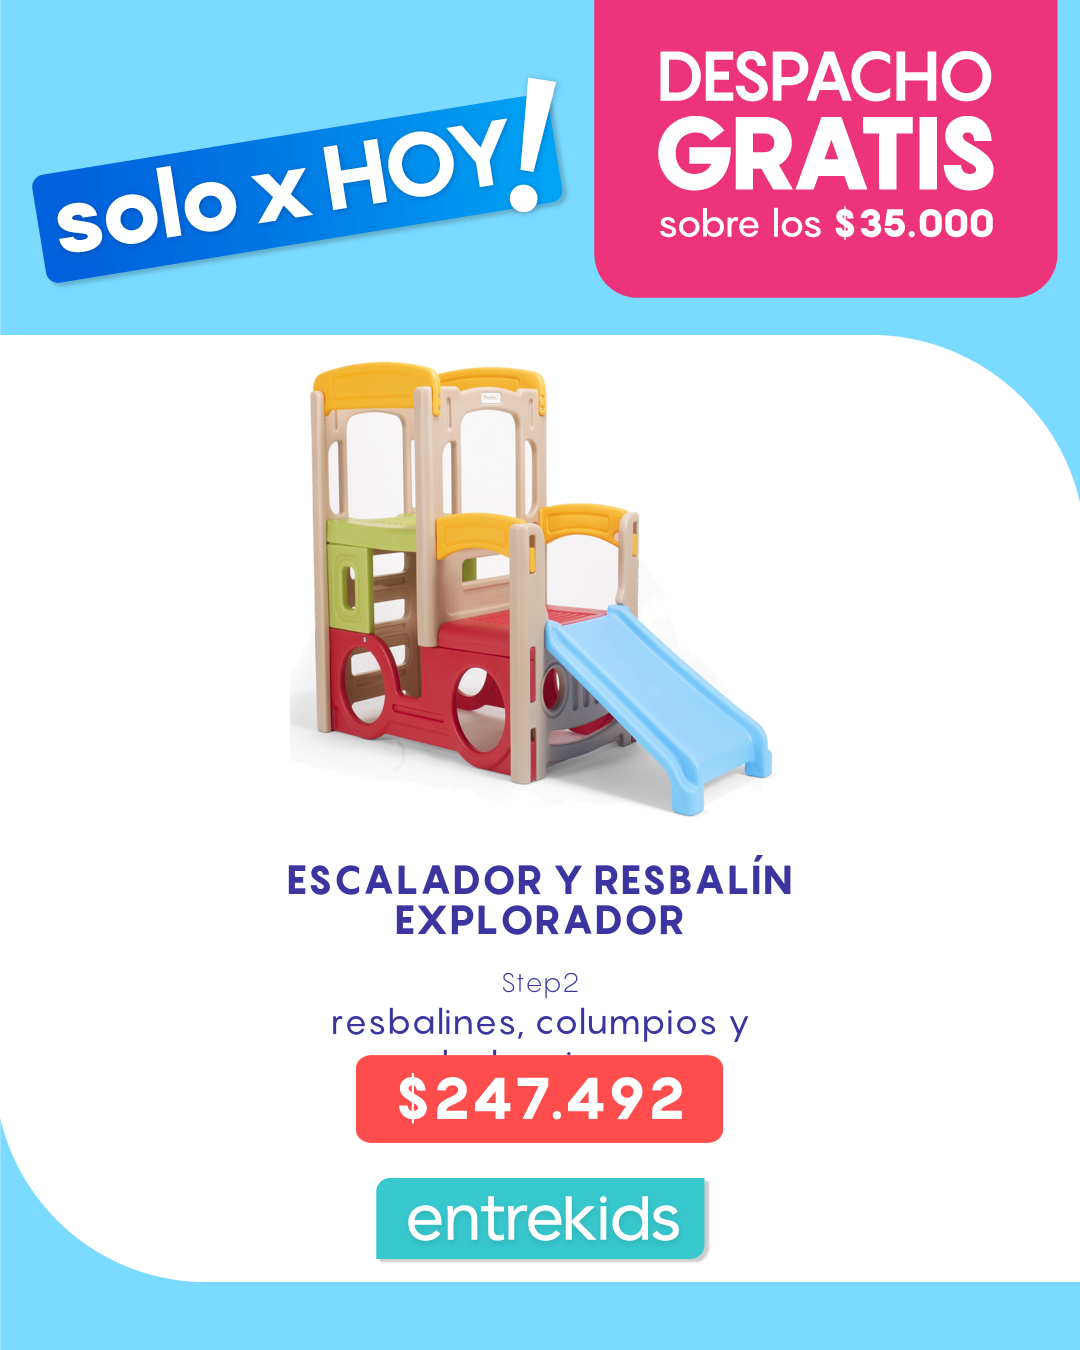 solo x HOY!
DESPACHO
GRATIS
sobre los $35.000
ESCALADOR Y RESBALÍN
EXPLORADOR
Step2
resbalines, columpios y
$247.492
entrekids